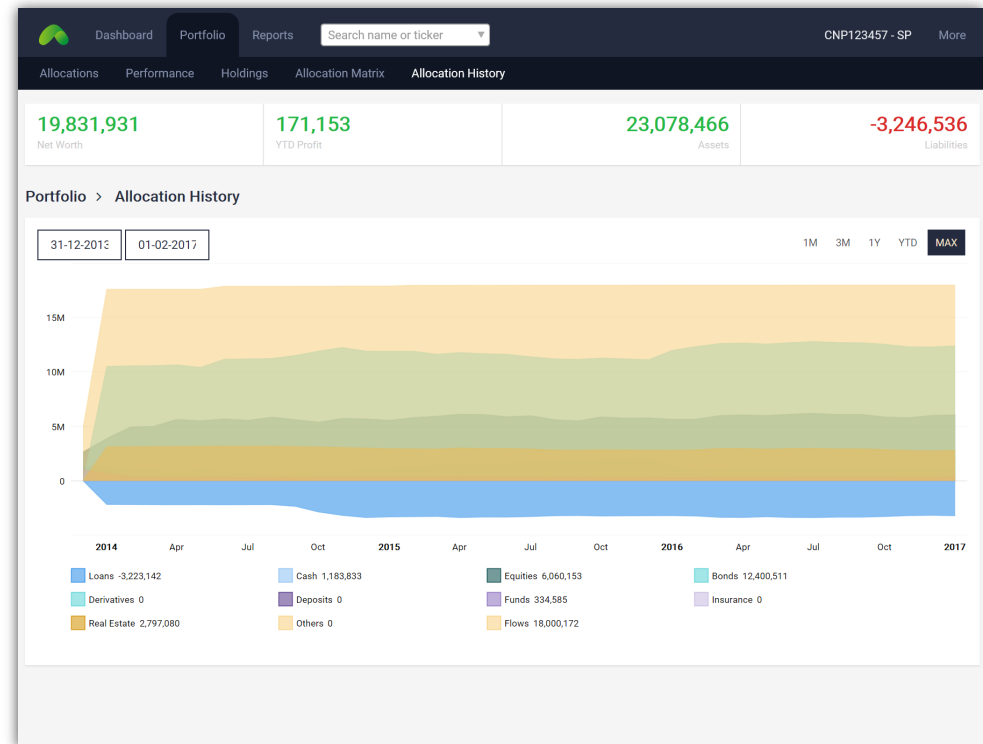 Dashboard Portfolio Reports Search name or ticker CNP123457 - SP More
Allocations Performance Holdings Allocation Matrix Allocation History
19,831,931 171,153 23,078,466 -3,246,536
Net Worth YTD Profit Assets Liabilities
Portfolio > Allocation History
31-12-2013 01-02-2017 1M 3M 1Y YTD MAX
15M
10M
5M
0
2014 Apr Jul Oct 2015 Apr Jul Oct 2016 Apr Jul Oct 2017
Loans -3,223,142 Cash 1,183,833 Equities 6,060,153 Bonds 12,400,511
Derivatives 0 Deposits 0 Funds 334,585 Insurance 0
Real Estate 2,797,080 Others 0 Flows 18,000,172